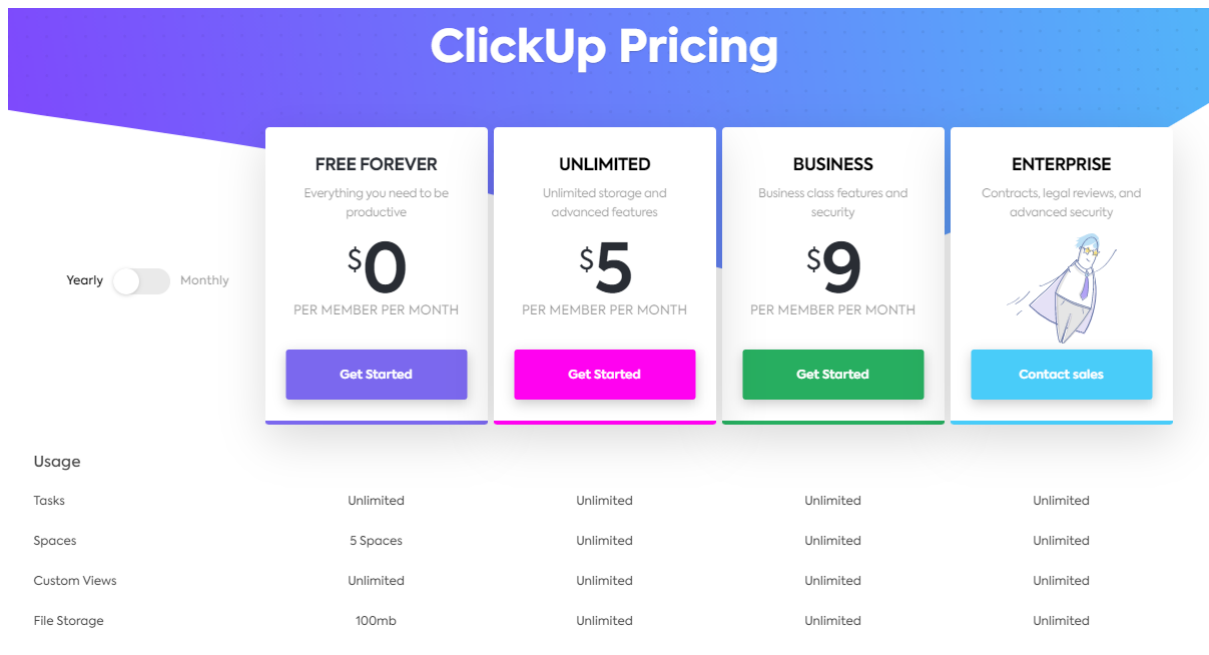 ClickUp Pricing
FREE FOREVER
Everything you need to be
productive
$0
PER MEMBER PER MONTH
Get Started
UNLIMITED
Unlimited storage and
advanced features
$5
PER MEMBER PER MONTH
Get Started
BUSINESS
Business class features and
security
$9
PER MEMBER PER MONTH
Get Started
ENTERPRISE
Contracts, legal reviews, and
advanced security
Contact sales
Yearly Monthly
Usage
Tasks Unlimited Unlimited Unlimited Unlimited
Spaces 5 Spaces Unlimited Unlimited Unlimited
Custom Views Unlimited Unlimited Unlimited Unlimited
File Storage 100mb Unlimited Unlimited Unlimited